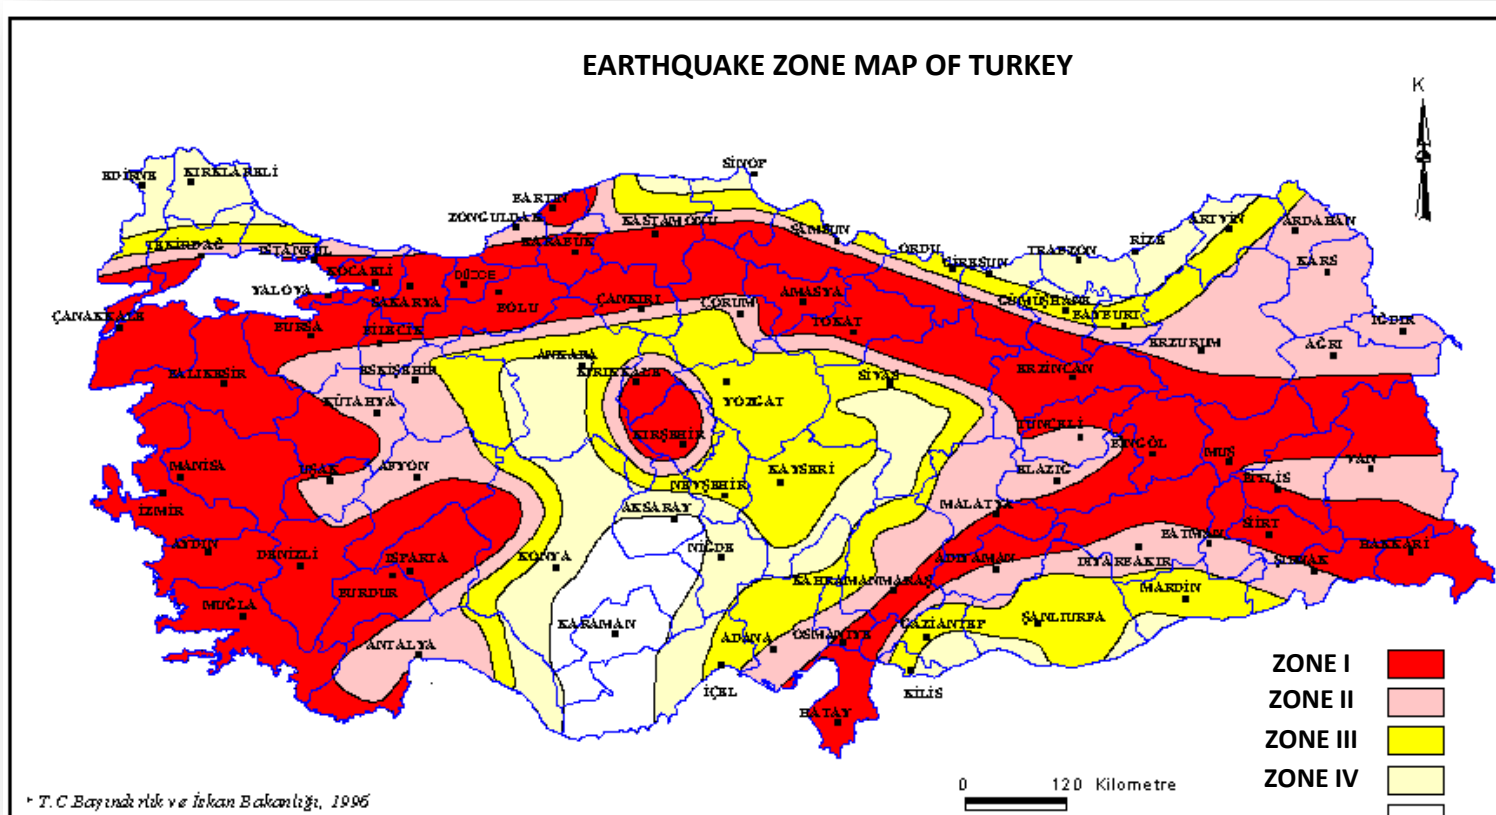 EARTHQUAKE ZONE MAP OF TURKEY
K
SİNOP
EDİRNE
KIRKLARELİ
BARTIN
ZONGULDAK
KASTAMONU
ARTVİN
ARDAHAN
TEKİRDAĞ
İSTANBUL
KARABUK
SAMSUN
ORDU
TRABZON
RİZE
KOCAELİ
DÜZCE
GİRESUN
KARS
YALOVA
SAKARYA
BOLU
ÇANKIRI
ÇORUM
AMASYA
GÜMÜŞHANE
BAYBURT
ÇANAKKALE
BURSA
BİLECİK
TOKAT
IĞDIR
ERZURUM
AĞRI
ANKARA
BALIKESİR
ESKİŞEHİR
KIRIKKALE
SİVAS
ERZİNCAN
KÜTAHYA
YOZGAT
TUNCELİ
KIRŞEHİR
BİNGÖL
MUŞ
VAN
MANİSA
UŞAK
AFYON
KAYSERİ
ELAZIG
BİTLİS
NEVŞEHİR
İZMİR
AKSARAY
MALATYA
SİİRT
AYDIN
DENİZLİ
ISPARTA
KONYA
NİĞDE
BATMAN
HAKKARİ
ADIYAMAN
DİYARBAKIR
ŞIRNAK
BURDUR
KAHRAMANMARAŞ
MARDİN
MUĞLA
KARAMAN
GAZİANTEP
ŞANLIURFA
ANTALYA
ADANA
OSMANİYE
İÇEL
KİLİS
HATAY
ZONE I
ZONE II
ZONE III
ZONE IV
0 120 Kilometre
* T.C.Bayındırlık ve İskan Bakanlığı, 1996